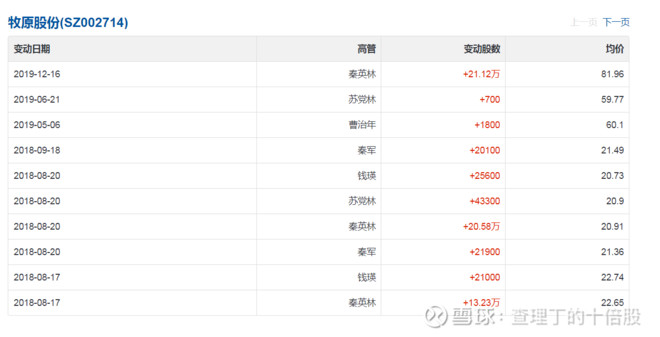 牧原股份(SZ002714) 上一页 下一页
变动日期 高管 变动股数 均价
2019-12-16 秦英林 +21.12万 81.96
2019-06-21 苏党林 +700 59.77
2019-05-06 曹治年 +1800 60.1
2018-09-18 秦军 +20100 21.49
2018-08-20 钱瑛 +25600 20.73
2018-08-20 苏党林 +43300 20.9
2018-08-20 秦英林 +20.58万 20.91
2018-08-20 秦军 +21900 21.36
2018-08-17 钱瑛 +21000 22.74
2018-08-17 秦英林 +13.23万 22.65
雪球：查理丁的十倍股